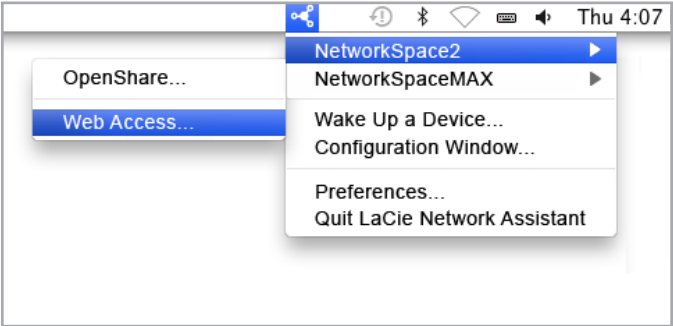 Thu 4:07
NetworkSpace2
NetworkSpaceMAX
Wake Up a Device...
Configuration Window...
Preferences...
Quit LaCie Network Assistant
OpenShare...
Web Access...